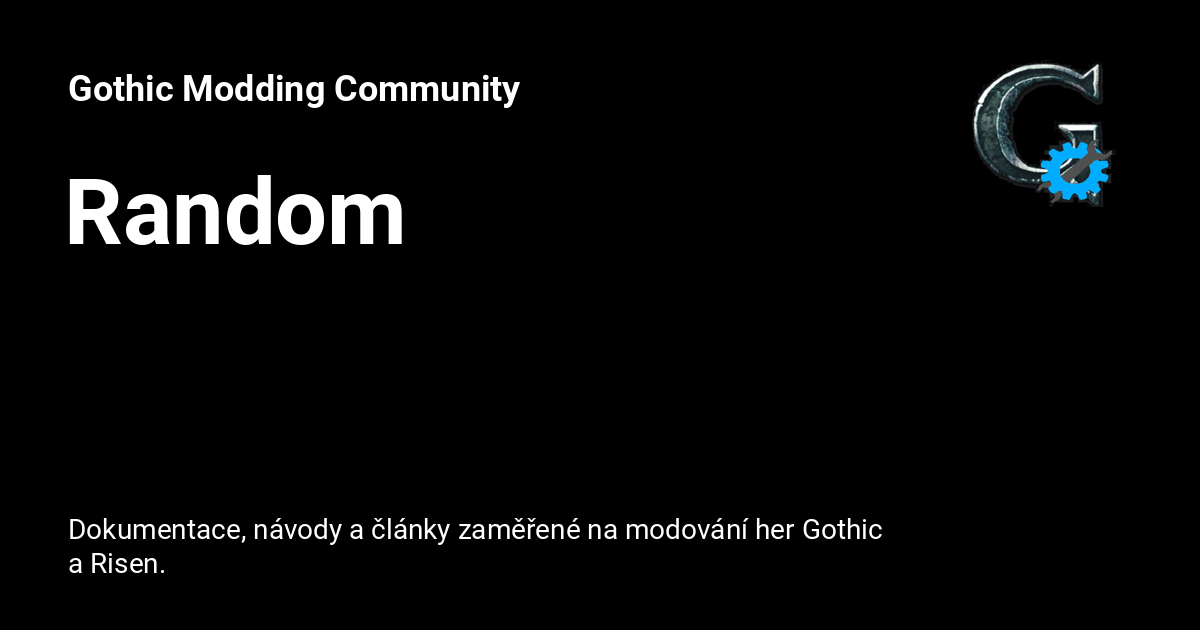 Gothic Modding Community
Random
Dokumentace, návody a články zaměřené na modování her Gothic
a Risen.